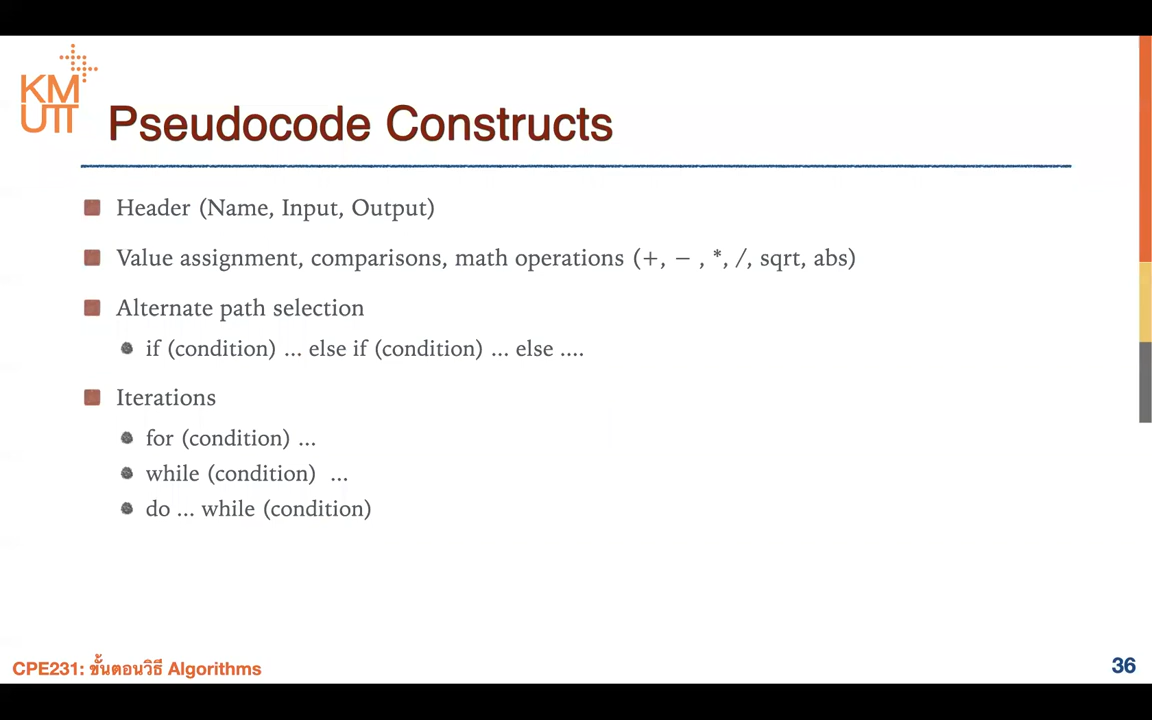 KM
UTT
Pseudocode Constructs
Header (Name, Input, Output)
Value assignment, comparisons, math operations (+, − , *, /, sqrt, abs)
Alternate path selection
if (condition) ... else if (condition) ... else ....
Iterations
for (condition) ...
while (condition) ...
do ... while (condition)
CPE231: ขั้นตอนวิธี Algorithms
36